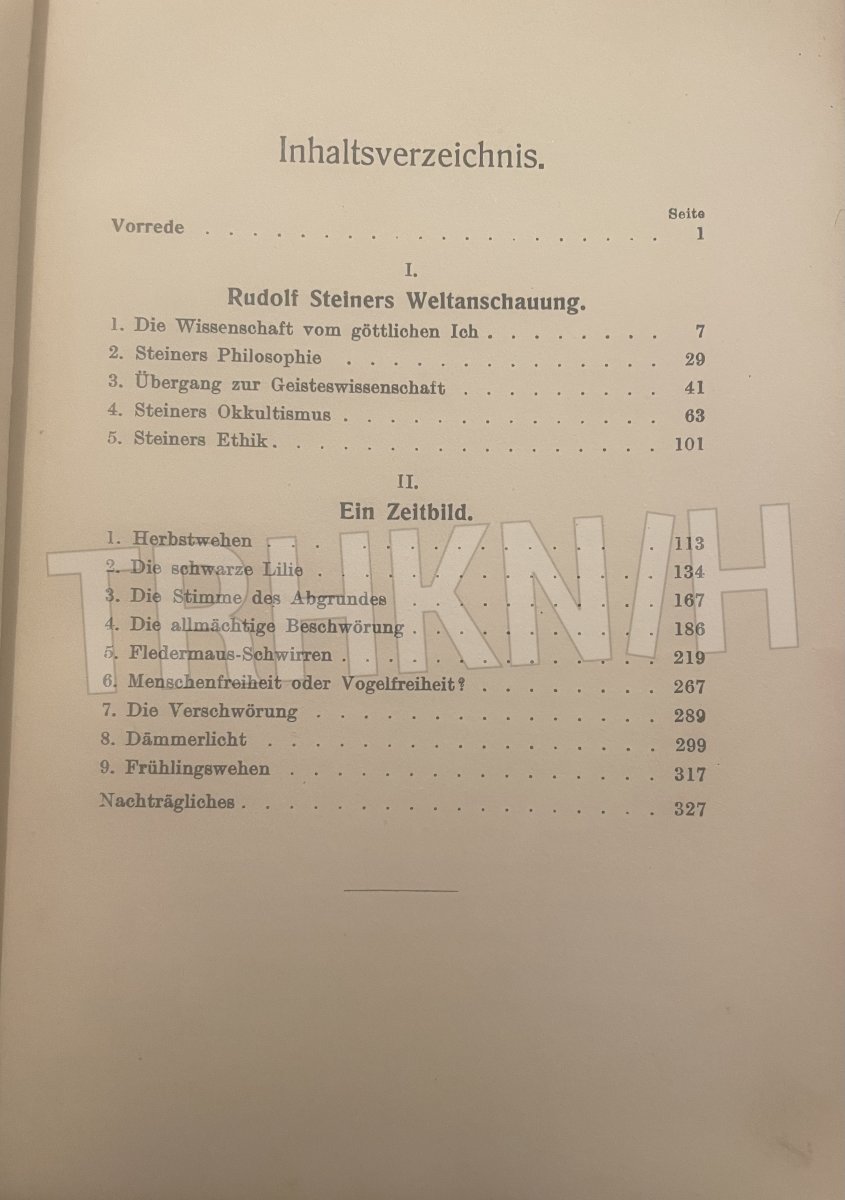 Inhaltsverzeichnis.
Seite
Vorrede . . . . . . . . . . . . . . . . . . . . 1
I.
Rudolf Steiners Weltanschauung.
1. Die Wissenschaft vom göttlichen Ich . . . . . . . . 7
2. Steiners Philosophie . . . . . . . . . . . . . . 29
3. Übergang zur Geisteswissenschaft . . . . . . . . . 41
4. Steiners Okkultismus . . . . . . . . . . . . . . 63
5. Steiners Ethik . . . . . . . . . . . . . . . . . 101
II.
Ein Zeitbild.
1. Herbstwehen . . . . . . . . . . . . . . . . . 113
2. Die schwarze Lilie . . . . . . . . . . . . . . . 134
3. Die Stimme des Abgrundes . . . . . . . . . . . 167
4. Die allmächtige Beschwörung . . . . . . . . . . . 186
5. Fledermaus-Schwirren . . . . . . . . . . . . . . 219
6. Menschenfreiheit oder Vogelfreiheit? . . . . . . . . 267
7. Die Verschwörung . . . . . . . . . . . . . . . 289
8. Dämmerlicht . . . . . . . . . . . . . . . . . 299
9. Frühlingswehen . . . . . . . . . . . . . . . . 317
Nachträgliches . . . . . . . . . . . . . . . . . . 327
TRHKN/H